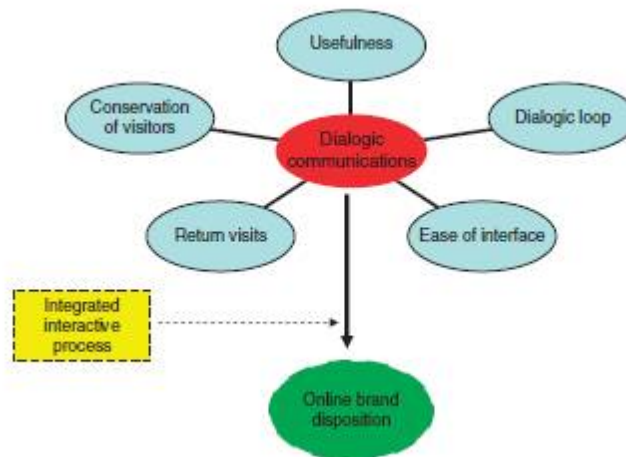 Usefulness
Conservation
of visitors
Dialogic loop
Dialogic
communications
Return visits
Ease of interface
Integrated
interactive
process
Online brand
disposition